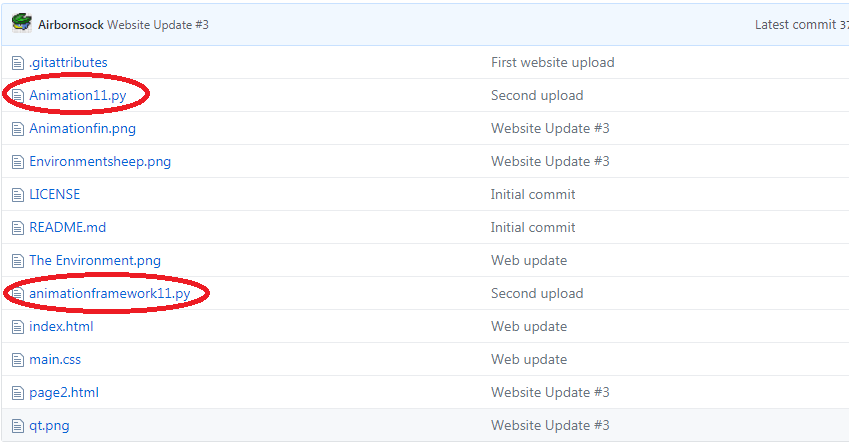 Airbornsock Website Update #3 Latest commit 37
.gitattributes First website upload
Animation11.py Second upload
Animationfin.png Website Update #3
Environmentsheep.png Website Update #3
LICENSE Initial commit
README.md Initial commit
The Environment.png Web update
animationframework11.py Second upload
index.html Web update
main.css Web update
page2.html Website Update #3
qt.png Website Update #3